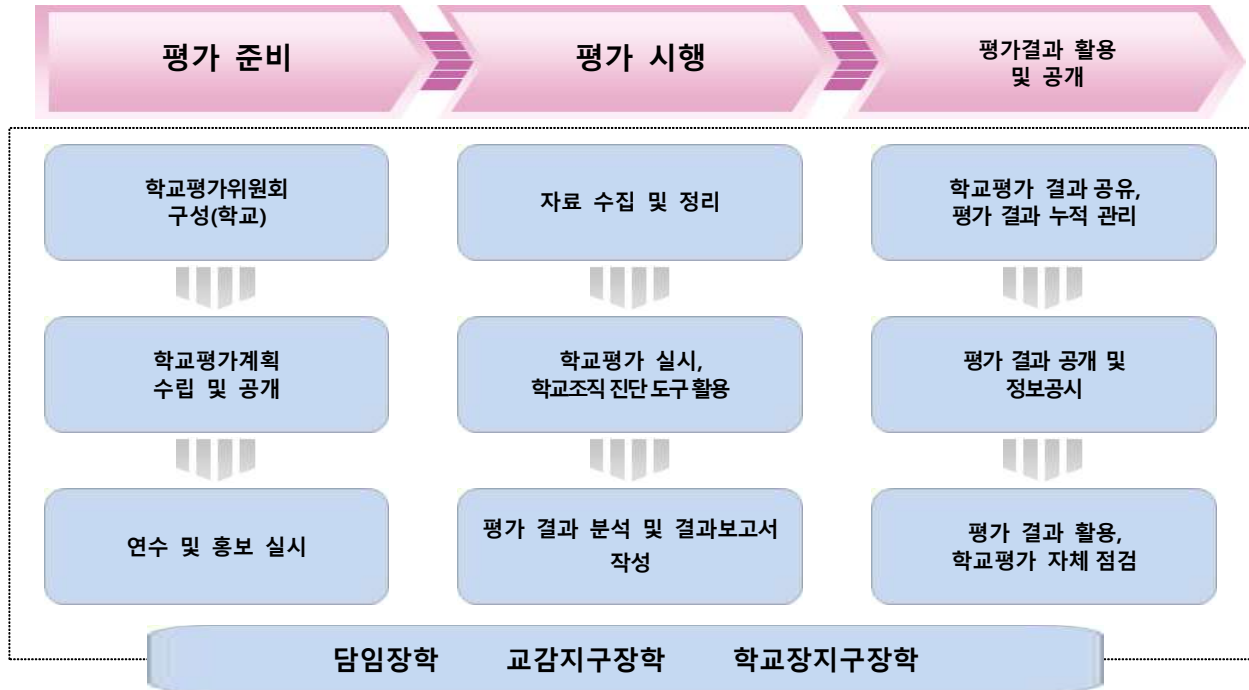 평가 준비
평가 시행
평가결과 활용
및 공개
학교평가위원회
구성(학교)
자료 수집 및 정리
학교평가 결과 공유,
평가 결과 누적 관리
학교평가계획
수립 및 공개
학교평가 실시,
학교조직 진단 도구 활용
평가 결과 공개 및
정보공시
연수 및 홍보 실시
평가 결과 분석 및 결과보고서
작성
평가 결과 활용,
학교평가 자체 점검
담임장학 교감지구장학 학교장지구장학